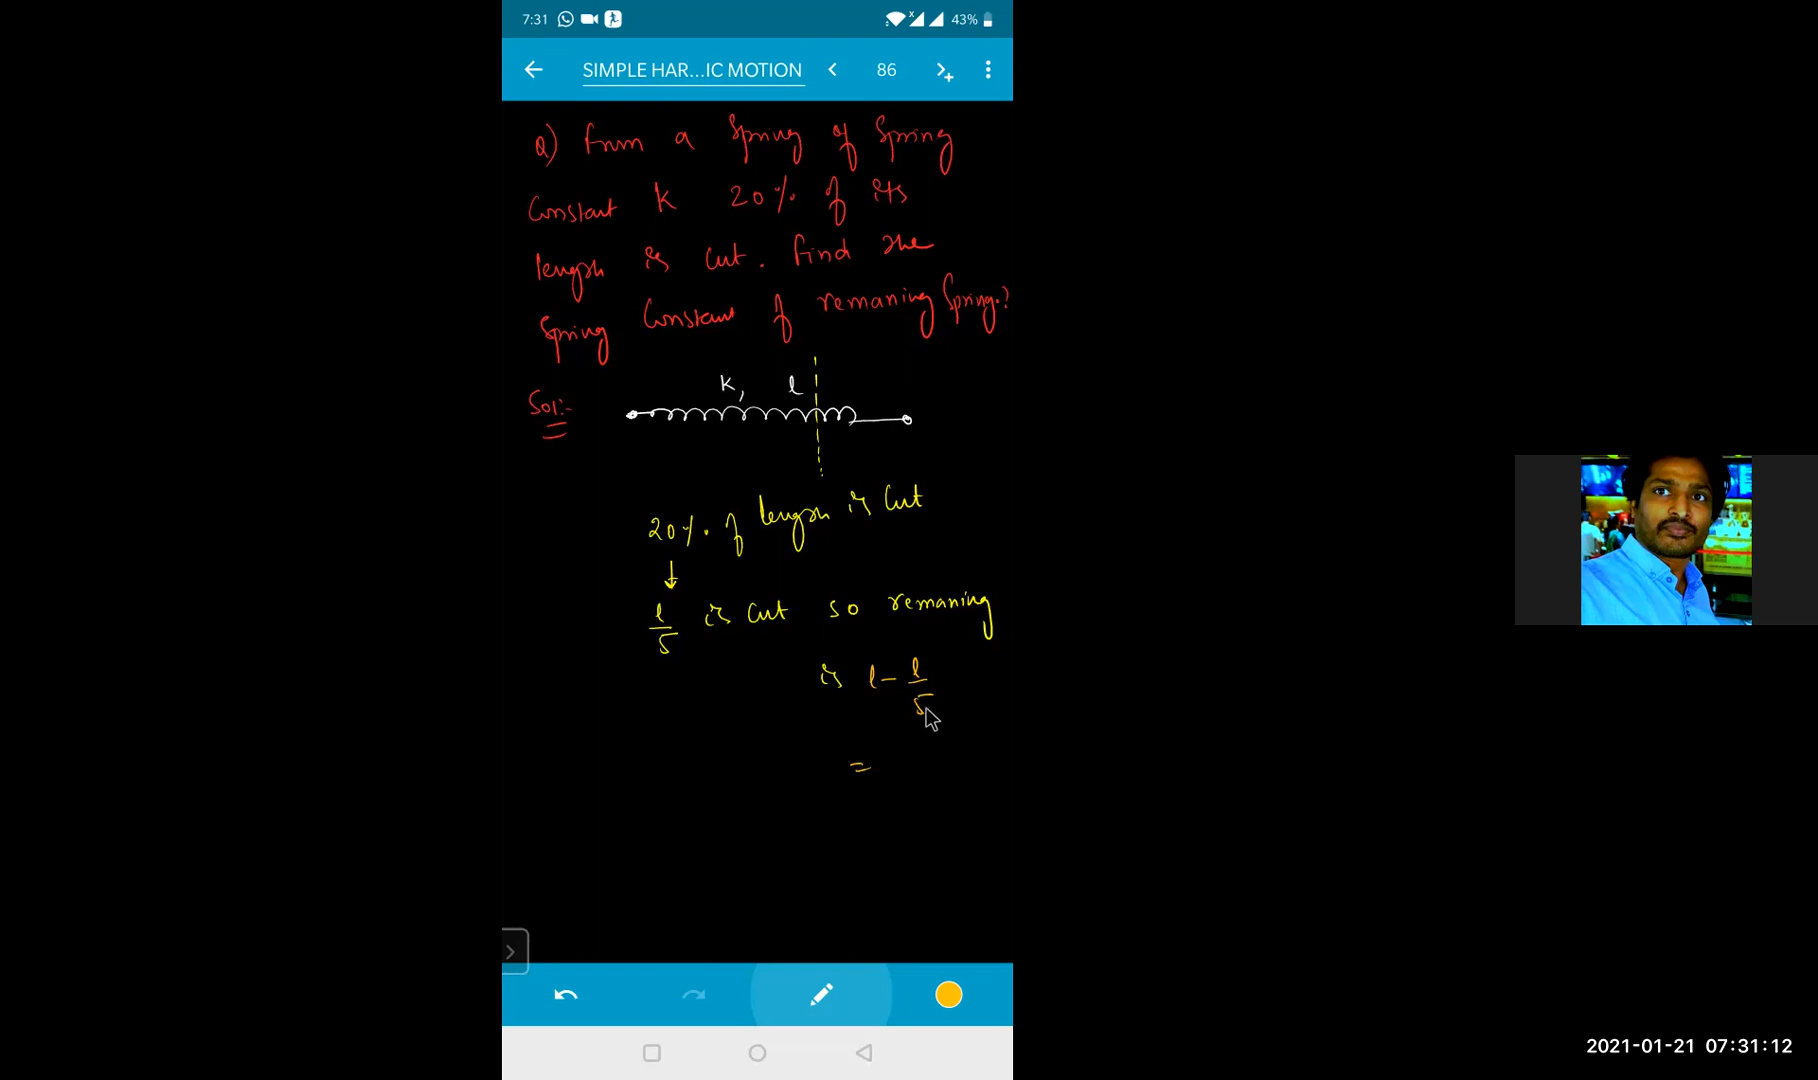 7:31
43%
SIMPLE HAR...IC MOTION
86
Q) from a Spring of Spring
Constant K 20% of its
length is cut. find the
Spring Constant of remaning Spring.?
Sol:-
K, l
20% of length is Cut
l/5 is Cut so remaning
is l - l/5
=
2021-01-21 07:31:12